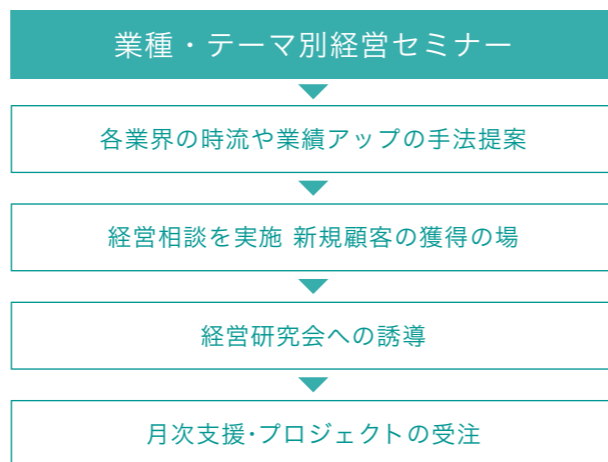 業種・テーマ別経営セミナー
各業界の時流や業績アップの手法提案
経営相談を実施 新規顧客の獲得の場
経営研究会への誘導
月次支援・プロジェクトの受注